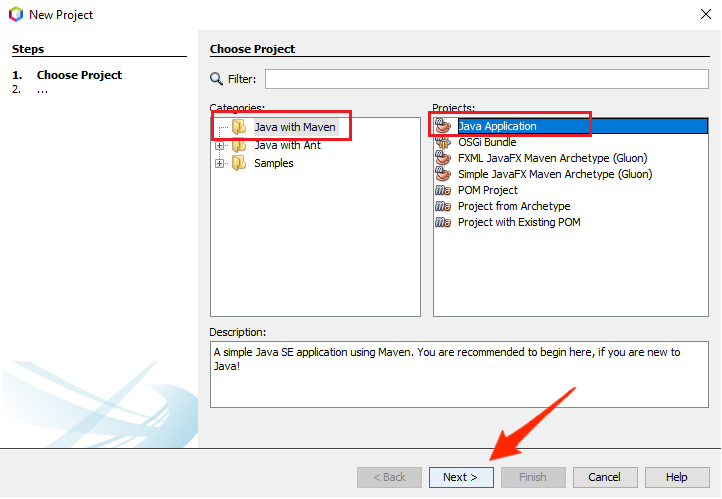 New Project
Steps
1. Choose Project
2. ...
Choose Project
Filter:
Categories:
Java with Maven
Java with Ant
Samples
Projects:
Java Application
OSGi Bundle
FXML JavaFX Maven Archetype (Gluon)
Simple JavaFX Maven Archetype (Gluon)
POM Project
Project from Archetype
Project with Existing POM
Description:
A simple Java SE application using Maven. You are recommended to begin here, if you are new to
Java!
< Back
Next >
Finish
Cancel
Help